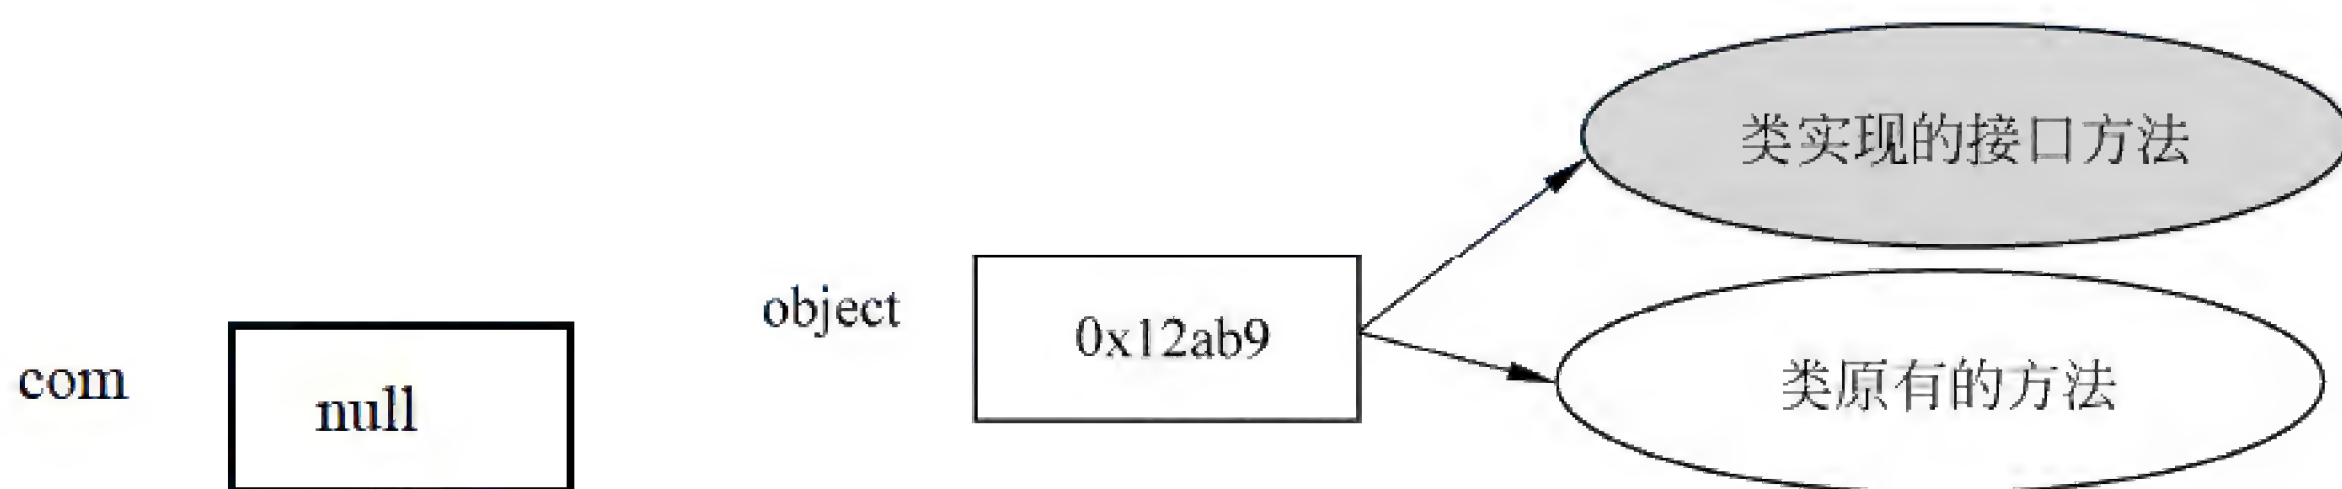 类实现的接口方法
object
0x12ab9
com
null
类原有的方法